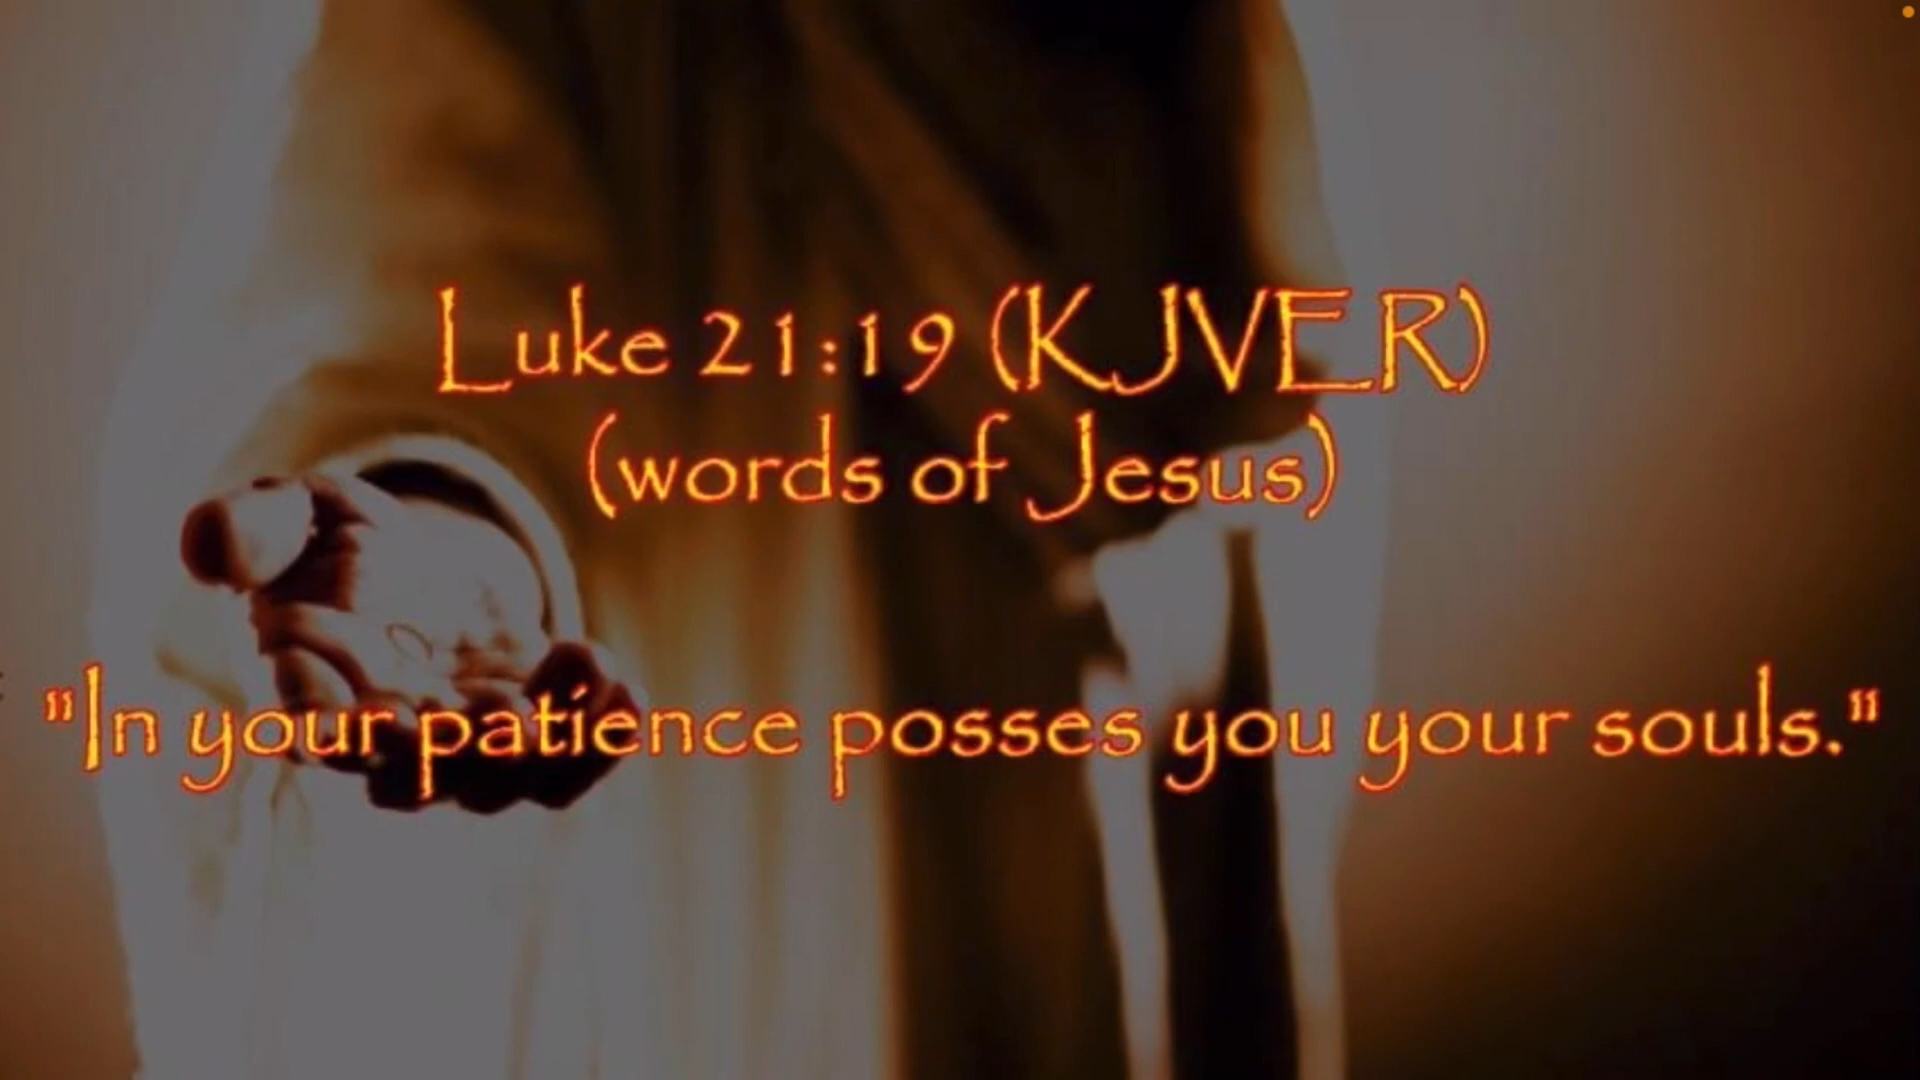 Luke 21:19 (KJVER)
(words of Jesus)
"In your patience posses you your souls."